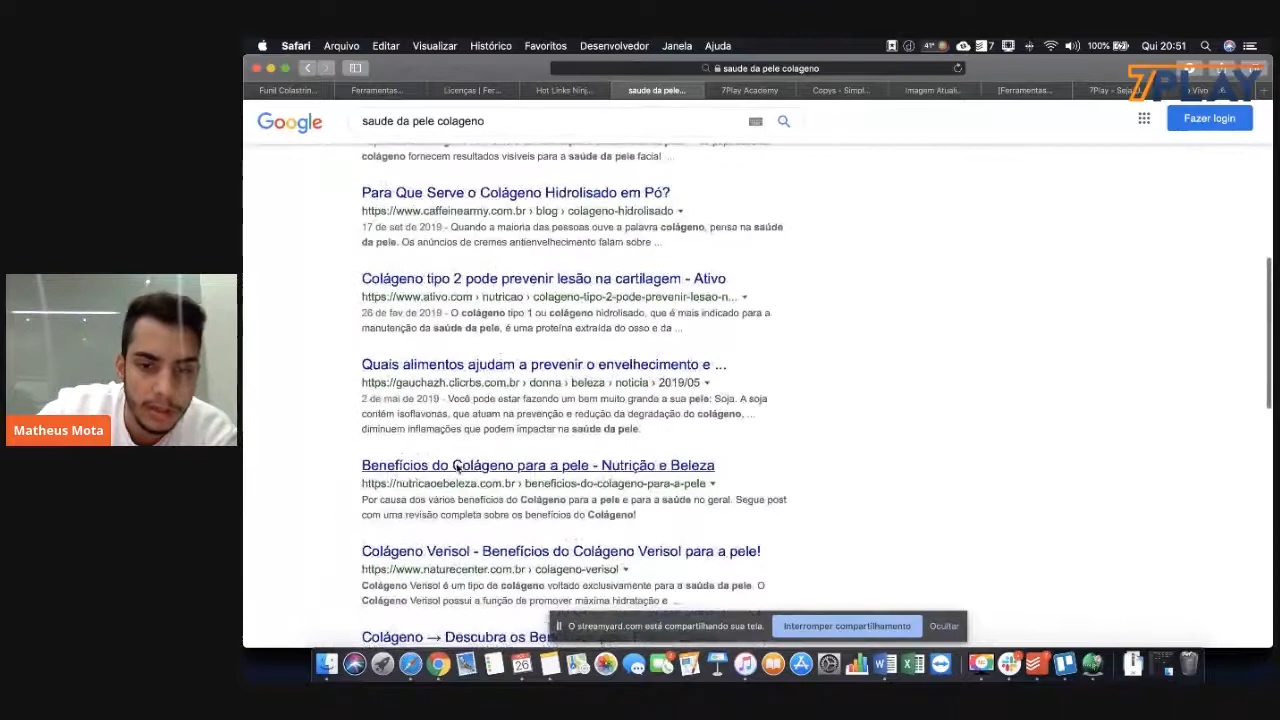 Safari Arquivo Editar Visualizar Histórico Favoritos Desenvolvedor Janela Ajuda
41° 7 100% Qui 20:51
saude da pele colageno
Funil Colastrin... Ferramentas... Licenças | Fer... Hot Links Ninj... saude da pele... 7Play Academy Copys - Simpl... Imagem Atuali... [Ferramentas... 7Play - Seja
7PLAY
Google
saude da pele colageno
Fazer login
colágeno fornecem resultados visíveis para a saúde da pele facial ...
Para Que Serve o Colágeno Hidrolisado em Pó?
https://www.caffeinearmy.com.br › blog › colageno-hidrolisado
17 de set de 2019 - Quando a maioria das pessoas ouve a palavra colágeno, pensa na saúde
da pele. Os anúncios de cremes antienvelhecimento falam sobre ...
Colágeno tipo 2 pode prevenir lesão na cartilagem - Ativo
https://www.ativo.com › nutricao › colageno-tipo-2-pode-prevenir-lesao-n...
26 de fev de 2019 - O colágeno tipo 1 ou colágeno hidrolisado, que é mais indicado para a
manutenção da saúde da pele, é uma proteína extraída do osso e da ...
Quais alimentos ajudam a prevenir o envelhecimento e ...
https://gauchazh.clicrbs.com.br › donna › beleza › noticia › 2019/05
2 de mai de 2019 - Você pode estar fazendo um bem muito grande a sua pele: Soja. A soja
contém isoflavonas, que atuam na prevenção e redução da degradação do colágeno, ...
diminuem inflamações que podem impactar na saúde da pele.
Benefícios do Colágeno para a pele - Nutrição e Beleza
https://nutricaoebeleza.com.br › beneficios-do-colageno-para-a-pele
Por causa dos vários benefícios do Colágeno para a pele e para a saúde no geral. Segue post
com uma revisão completa sobre os benefícios do Colágeno!
Colágeno Verisol - Benefícios do Colágeno Verisol para a pele!
https://www.naturecenter.com.br › colageno-verisol
Colágeno Verisol é um tipo de colágeno voltado exclusivamente para a saúde da pele. O
Colágeno Verisol possui a função de promover máxima hidratação e ...
Colágeno → Descubra os Ben
O streamyard.com está compartilhando sua tela. Interromper compartilhamento Ocultar
Matheus Mota